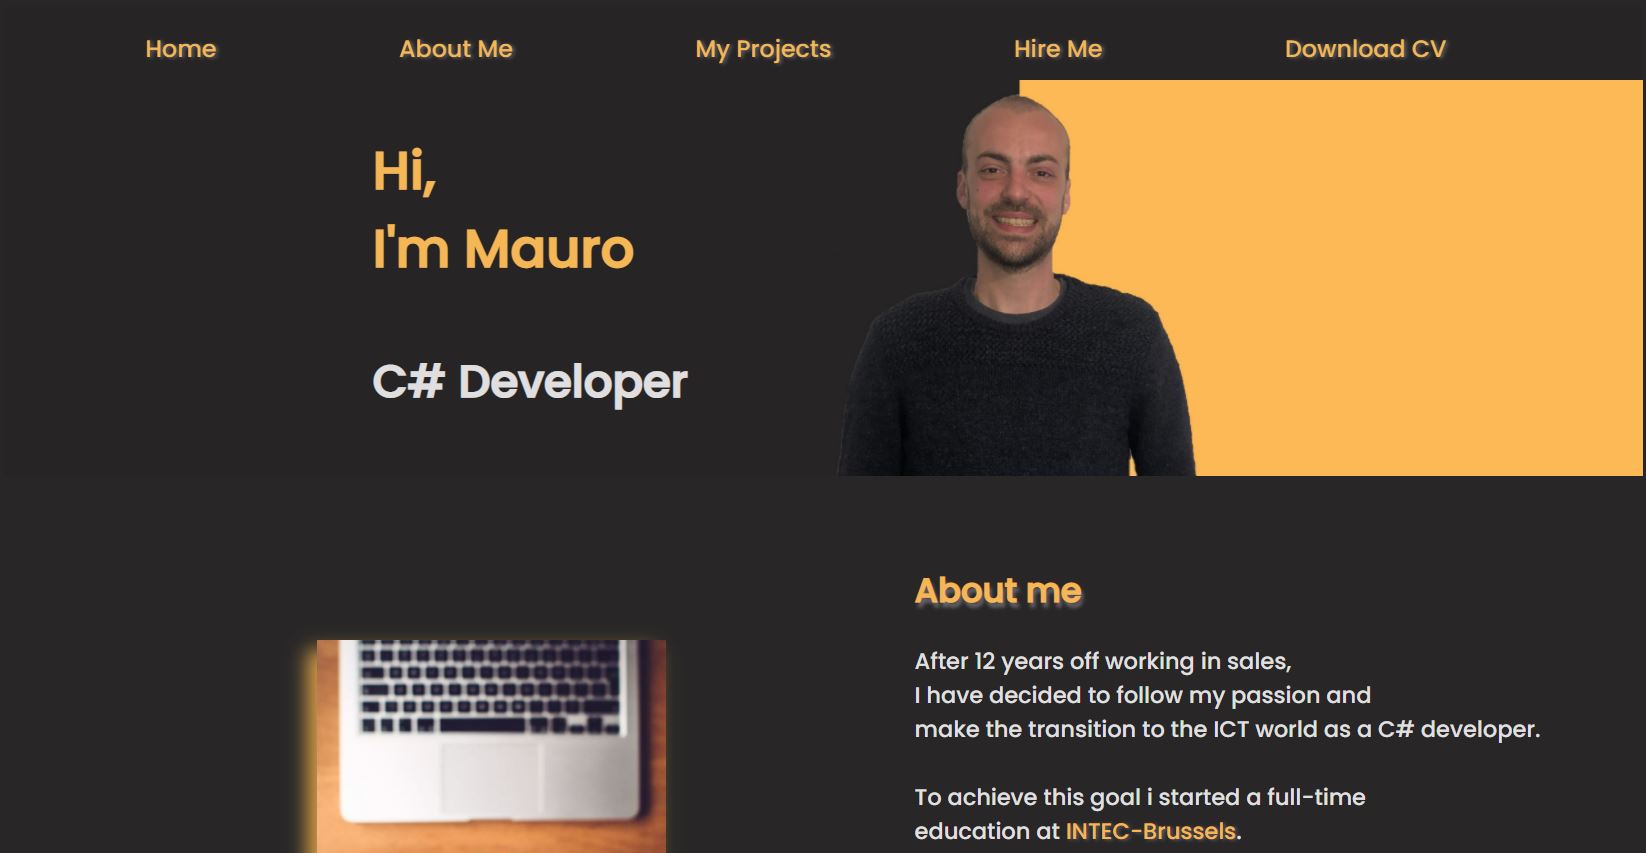 Home About Me My Projects Hire Me Download CV
Hi,
I'm Mauro
C# Developer
About me
After 12 years off working in sales,
I have decided to follow my passion and
make the transition to the ICT world as a C# developer.
To achieve this goal i started a full-time
education at INTEC-Brussels.